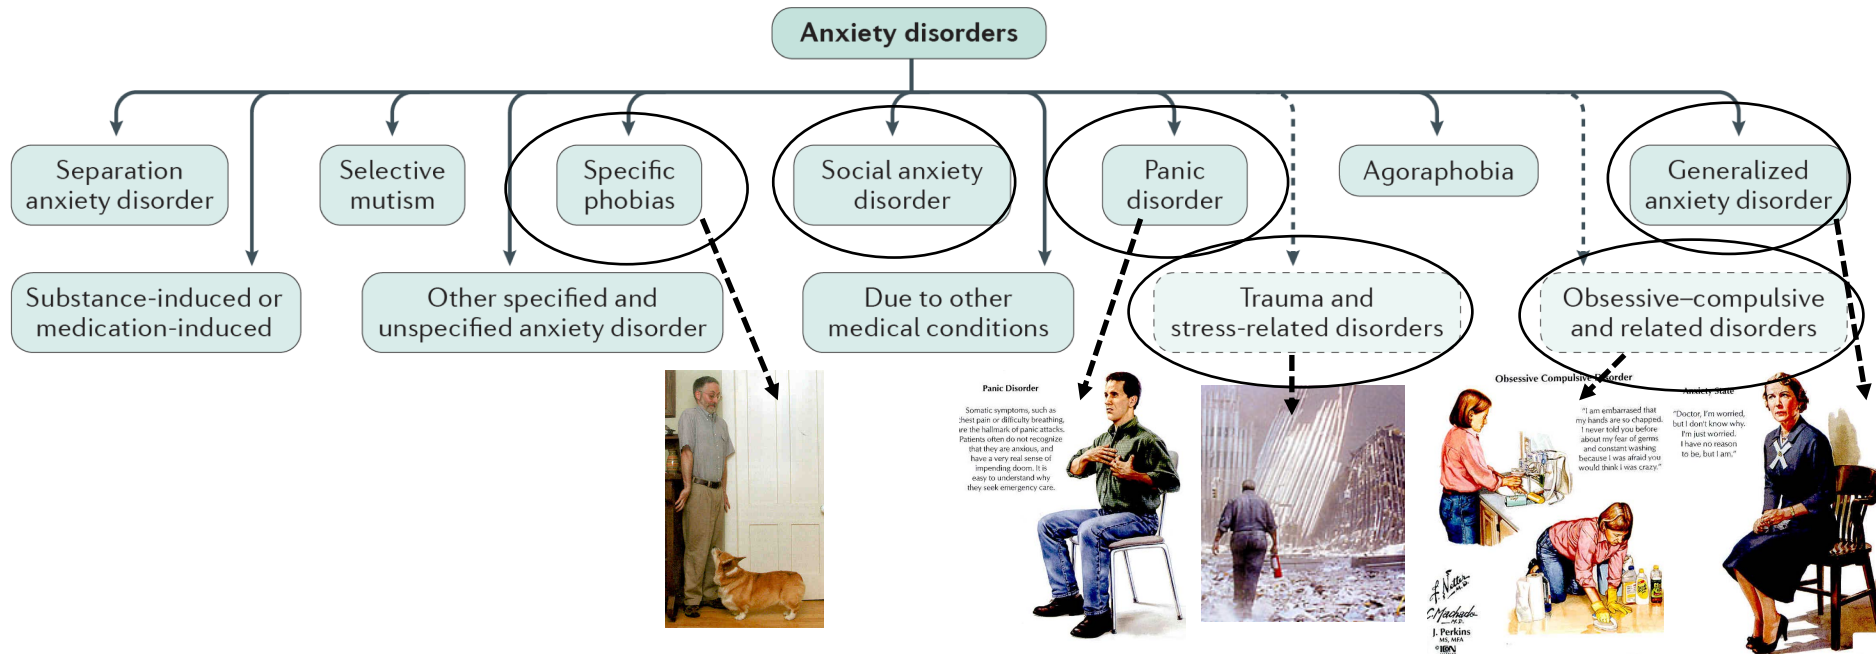 Anxiety disorders
Separation
anxiety disorder
Selective
mutism
Specific
phobias
Social anxiety
disorder
Panic
disorder
Agoraphobia
Generalized
anxiety disorder
Substance-induced or
medication-induced
Other specified and
unspecified anxiety disorder
Due to other
medical conditions
Trauma and
stress-related disorders
Obsessive–compulsive
and related disorders
Panic Disorder
Somatic symptoms, such as
chest pain or difficulty breathing,
are the hallmark of panic attacks.
Patients often do not recognize
that they are anxious, and
have a very real sense of
impending doom. It is
easy to understand why
they seek emergency care.
Obsessive Compulsive Disorder
"I am embarrased that
my hands are so chapped.
I never told you before
about my fear of germs
and constant washing
because I was afraid you
would think I was crazy."
Anxiety State
"Doctor, I'm worried,
but I don't know why.
I'm just worried.
I have no reason
to be, but I am."
F. Netter
M.D.
C. Machado
M.D.
J. Perkins
MS, MFA